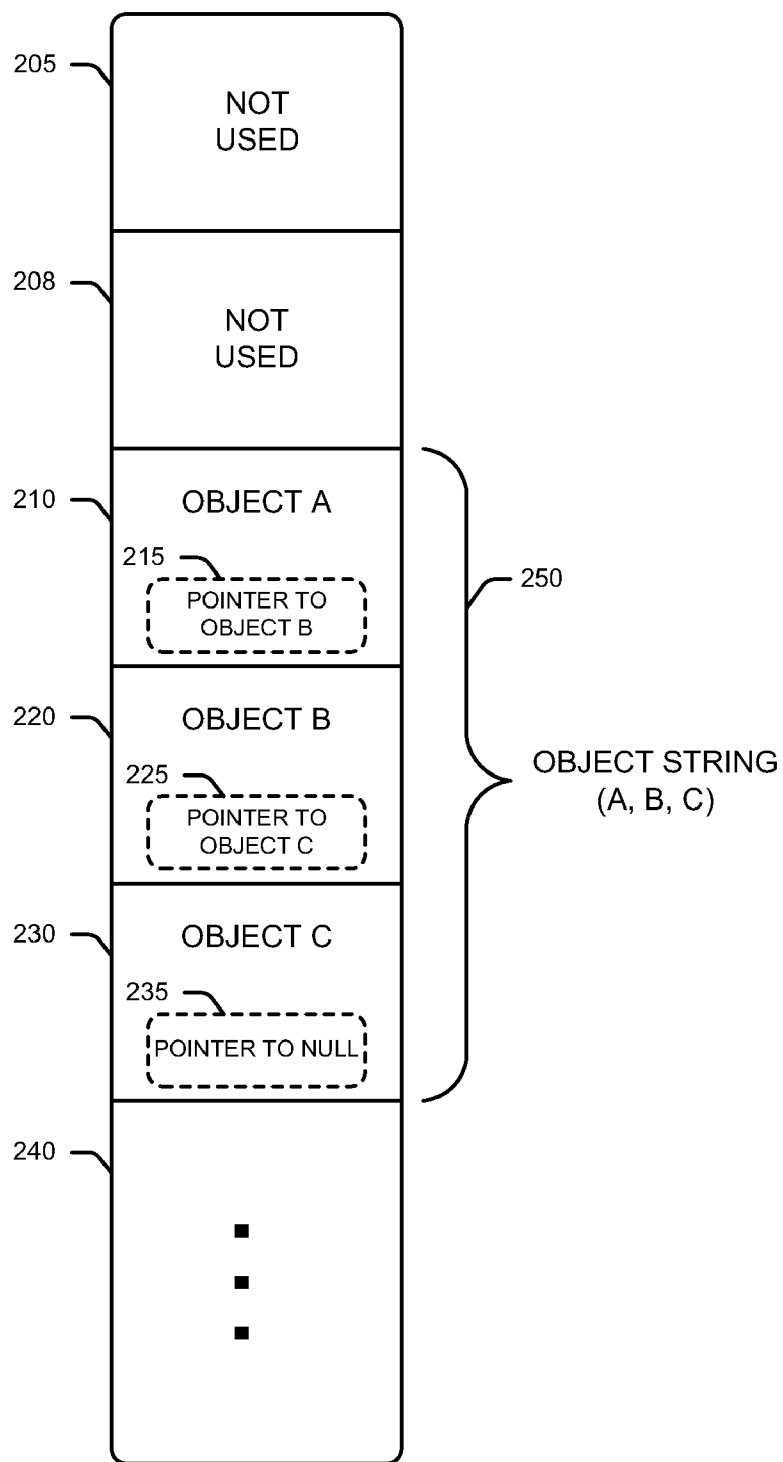 205
NOT
USED
208
NOT
USED
210
OBJECT A
215
POINTER TO
OBJECT B
250
220
OBJECT B
225
POINTER TO
OBJECT C
OBJECT STRING
(A, B, C)
230
OBJECT C
235
POINTER TO NULL
240